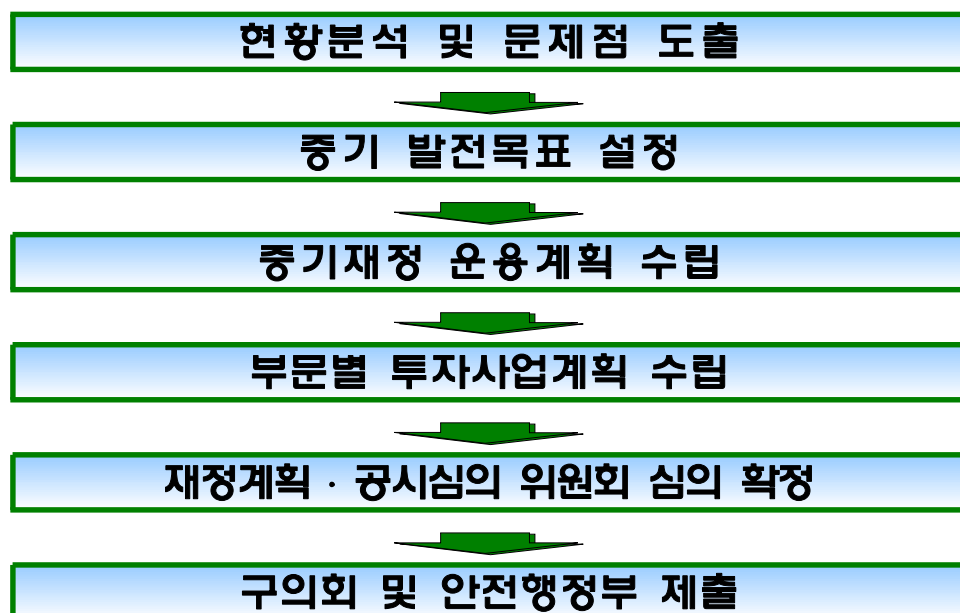 현황분석 및 문제점 도출
중기 발전목표 설정
중기재정 운용계획 수립
부문별 투자사업계획 수립
재정계획 · 공시심의 위원회 심의 확정
구의회 및 안전행정부 제출